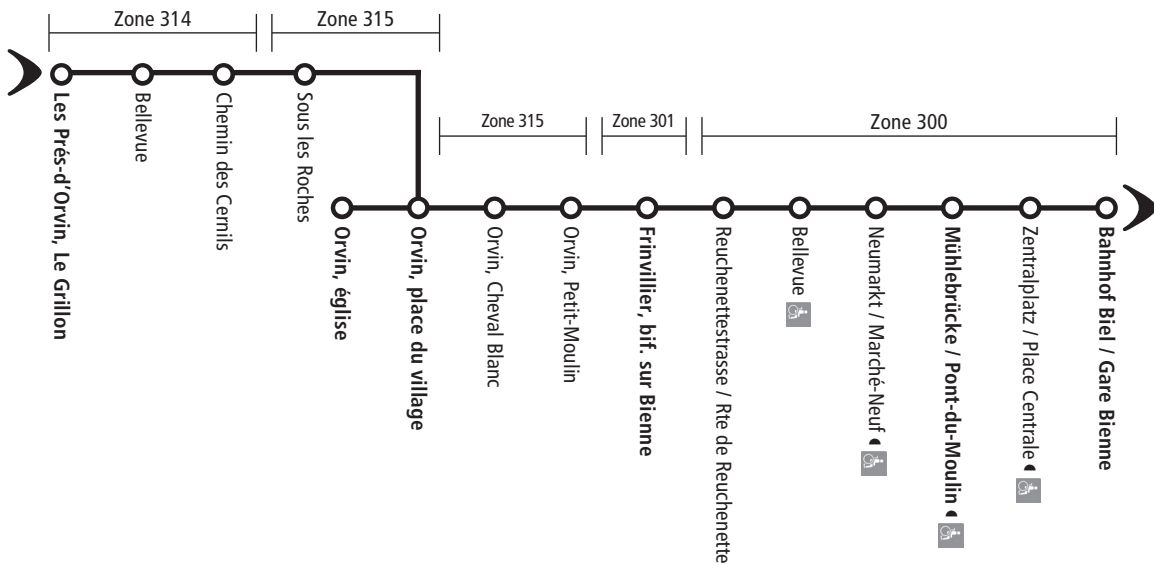 Zone 314
Zone 315
Les Prés-d'Orvin, Le Grillon
Bellevue
Chemin des Cernils
Sous les Roches
Zone 315
Zone 301
Zone 300
Orvin, église
Orvin, place du village
Orvin, Cheval Blanc
Orvin, Petit-Moulin
Frinvillier, bif. sur Bienne
Reuchenettestrasse / Rte de Reuchenette
Bellevue
Neumarkt / Marché-Neuf
Mühlebrücke / Pont-du-Moulin
Zentralplatz / Place Centrale
Bahnhof Biel / Gare Bienne